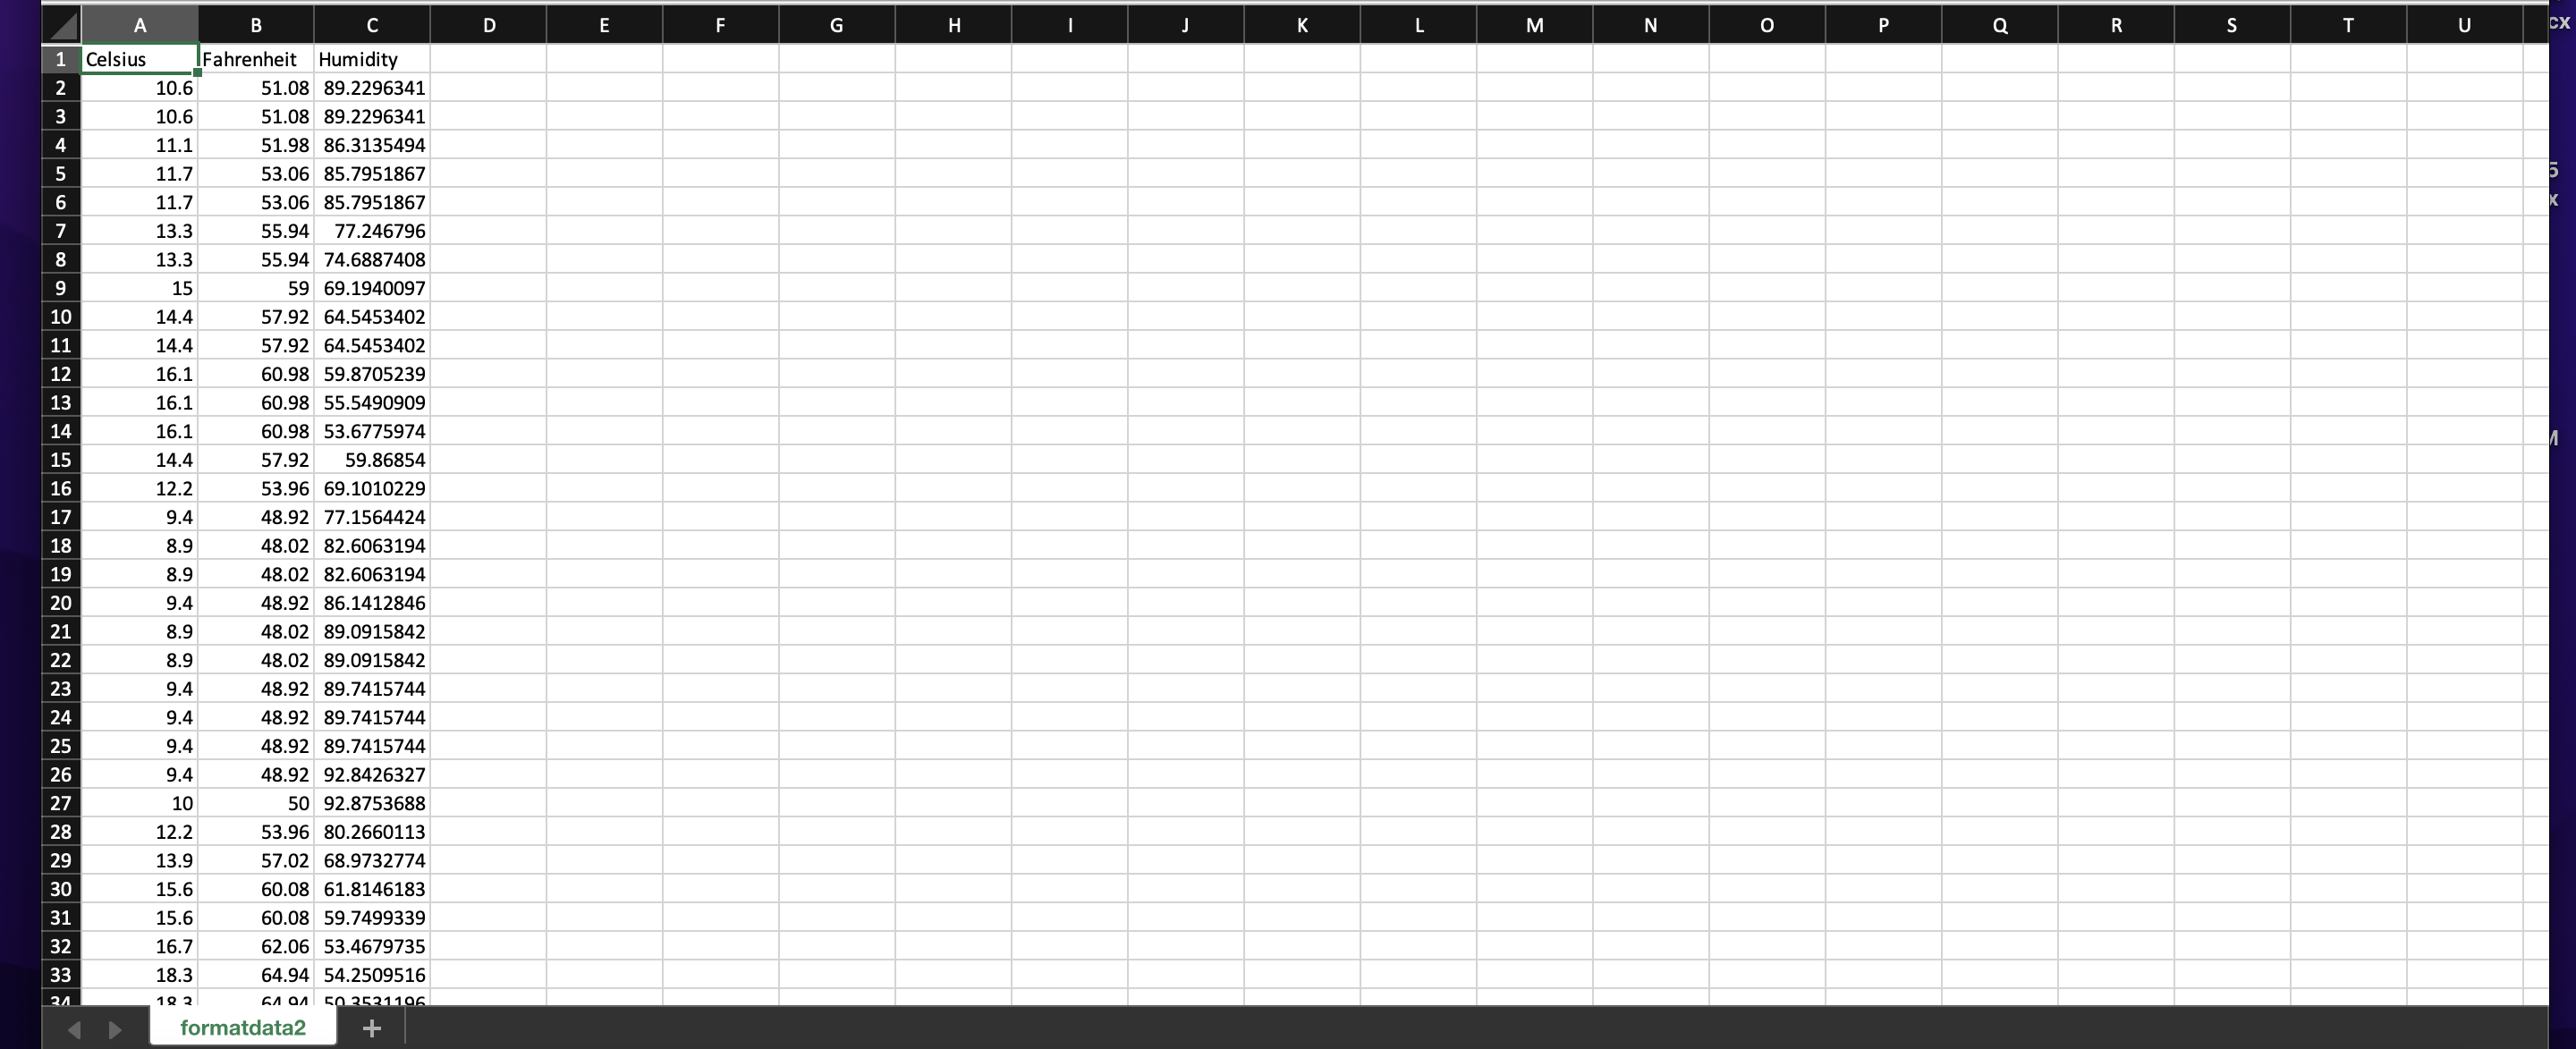 A B C D E F G H I J K L M N O P Q R S T U
1 Celsius Fahrenheit Humidity
2 10.6 51.08 89.2296341
3 10.6 51.08 89.2296341
4 11.1 51.98 86.3135494
5 11.7 53.06 85.7951867
6 11.7 53.06 85.7951867
7 13.3 55.94 77.246796
8 13.3 55.94 74.6887408
9 15 59 69.1940097
10 14.4 57.92 64.5453402
11 14.4 57.92 64.5453402
12 16.1 60.98 59.8705239
13 16.1 60.98 55.5490909
14 16.1 60.98 53.6775974
15 14.4 57.92 59.86854
16 12.2 53.96 69.1010229
17 9.4 48.92 77.1564424
18 8.9 48.02 82.6063194
19 8.9 48.02 82.6063194
20 9.4 48.92 86.1412846
21 8.9 48.02 89.0915842
22 8.9 48.02 89.0915842
23 9.4 48.92 89.7415744
24 9.4 48.92 89.7415744
25 9.4 48.92 89.7415744
26 9.4 48.92 92.8426327
27 10 50 92.8753688
28 12.2 53.96 80.2660113
29 13.9 57.02 68.9732774
30 15.6 60.08 61.8146183
31 15.6 60.08 59.7499339
32 16.7 62.06 53.4679735
33 18.3 64.94 54.2509516
34 18.3 64.94 50.3531196
formatdata2